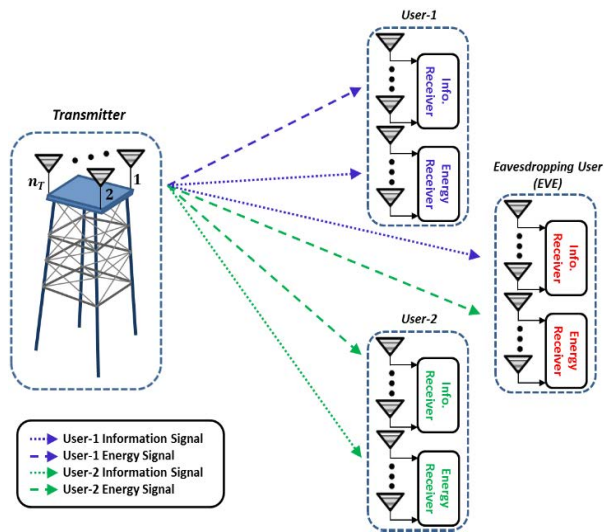 User-1
Info.
Receiver
Energy
Receiver
Transmitter
n_T
2
1
Eavesdropping User
(EVE)
Info.
Receiver
Energy
Receiver
User-2
Info.
Receiver
Energy
Receiver
User-1 Information Signal
User-1 Energy Signal
User-2 Information Signal
User-2 Energy Signal